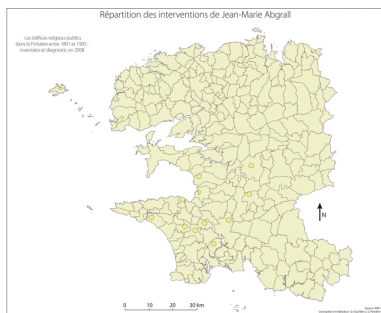 Répartition des interventions de Jean-Marie Abgrall
Les édifices religieux publics
dans le Finistère entre 1801 et 1905 :
inventaire et diagnostic en 2008
N
0 10 20 30 km